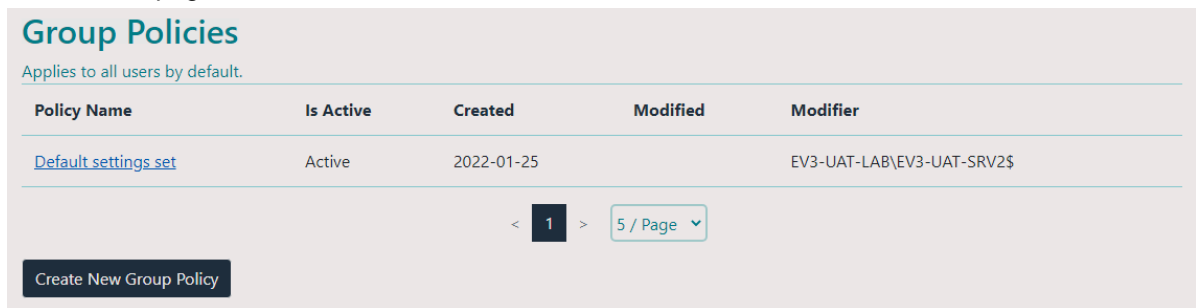 Group Policies
Applies to all users by default.
Policy Name Is Active Created Modified Modifier
Default settings set Active 2022-01-25 EV3-UAT-LAB\EV3-UAT-SRV2$
< 1 > 5 / Page
Create New Group Policy